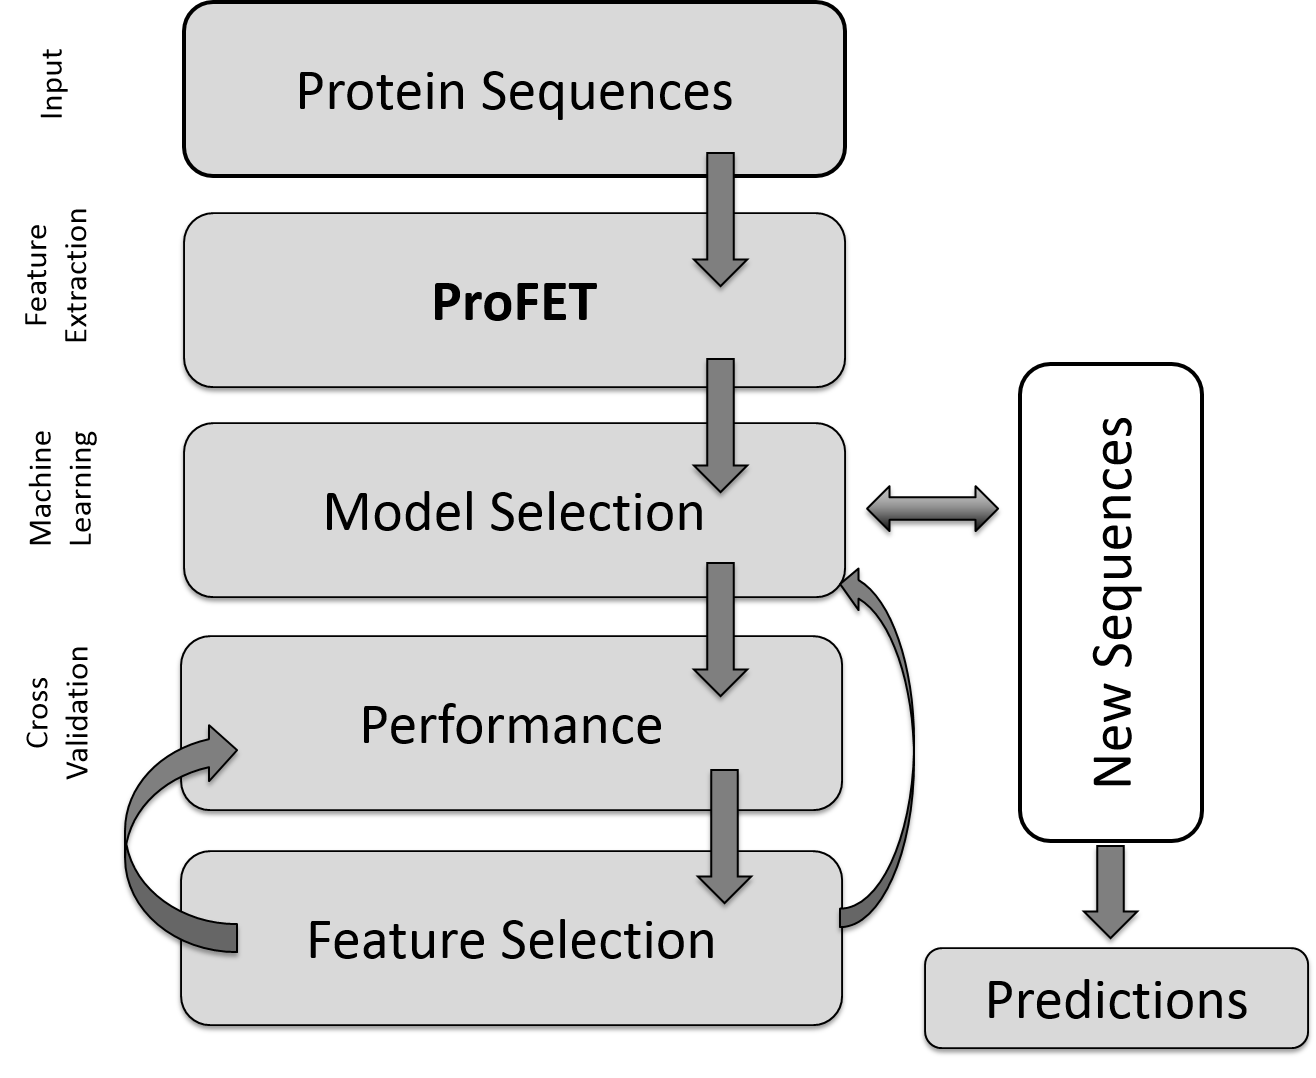 Input
Protein Sequences
Feature
Extraction
ProFET
Machine
Learning
Model Selection
Cross
Validation
Performance
Feature Selection
New Sequences
Predictions